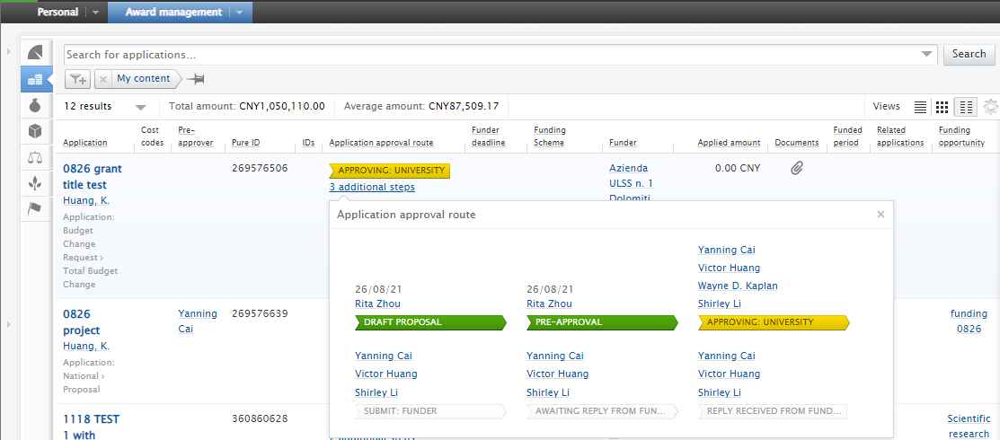 Personal
Award management
Search for applications...
Search
My content
12 results
Total amount: CNY1,050,110.00
Average amount: CNY87,509.17
Views
Application
Cost codes
Pre-approver
Pure ID
IDs
Application approval route
Funder deadline
Funding Scheme
Funder
Applied amount
Documents
Funded period
Related applications
Funding opportunity
0826 grant
title test
Huang, K.
Application:
Budget
Change
Request ›
Total Budget
Change
269576506
APPROVING: UNIVERSITY
3 additional steps
Azienda
ULSS n. 1
Dolomiti
0.00 CNY
Application approval route
26/08/21
Rita Zhou
DRAFT PROPOSAL
26/08/21
Rita Zhou
PRE-APPROVAL
Yanning Cai
Victor Huang
Wayne D. Kaplan
Shirley Li
APPROVING: UNIVERSITY
Yanning Cai
Victor Huang
Shirley Li
SUBMIT: FUNDER
Yanning Cai
Victor Huang
Shirley Li
AWAITING REPLY FROM FUN...
Yanning Cai
Victor Huang
Shirley Li
REPLY RECEIVED FROM FUND...
0826
project
Huang, K.
Application:
National ›
Proposal
Yanning
Cai
269576639
funding
0826
1118 TEST
1 with
360860628
Scientific
research